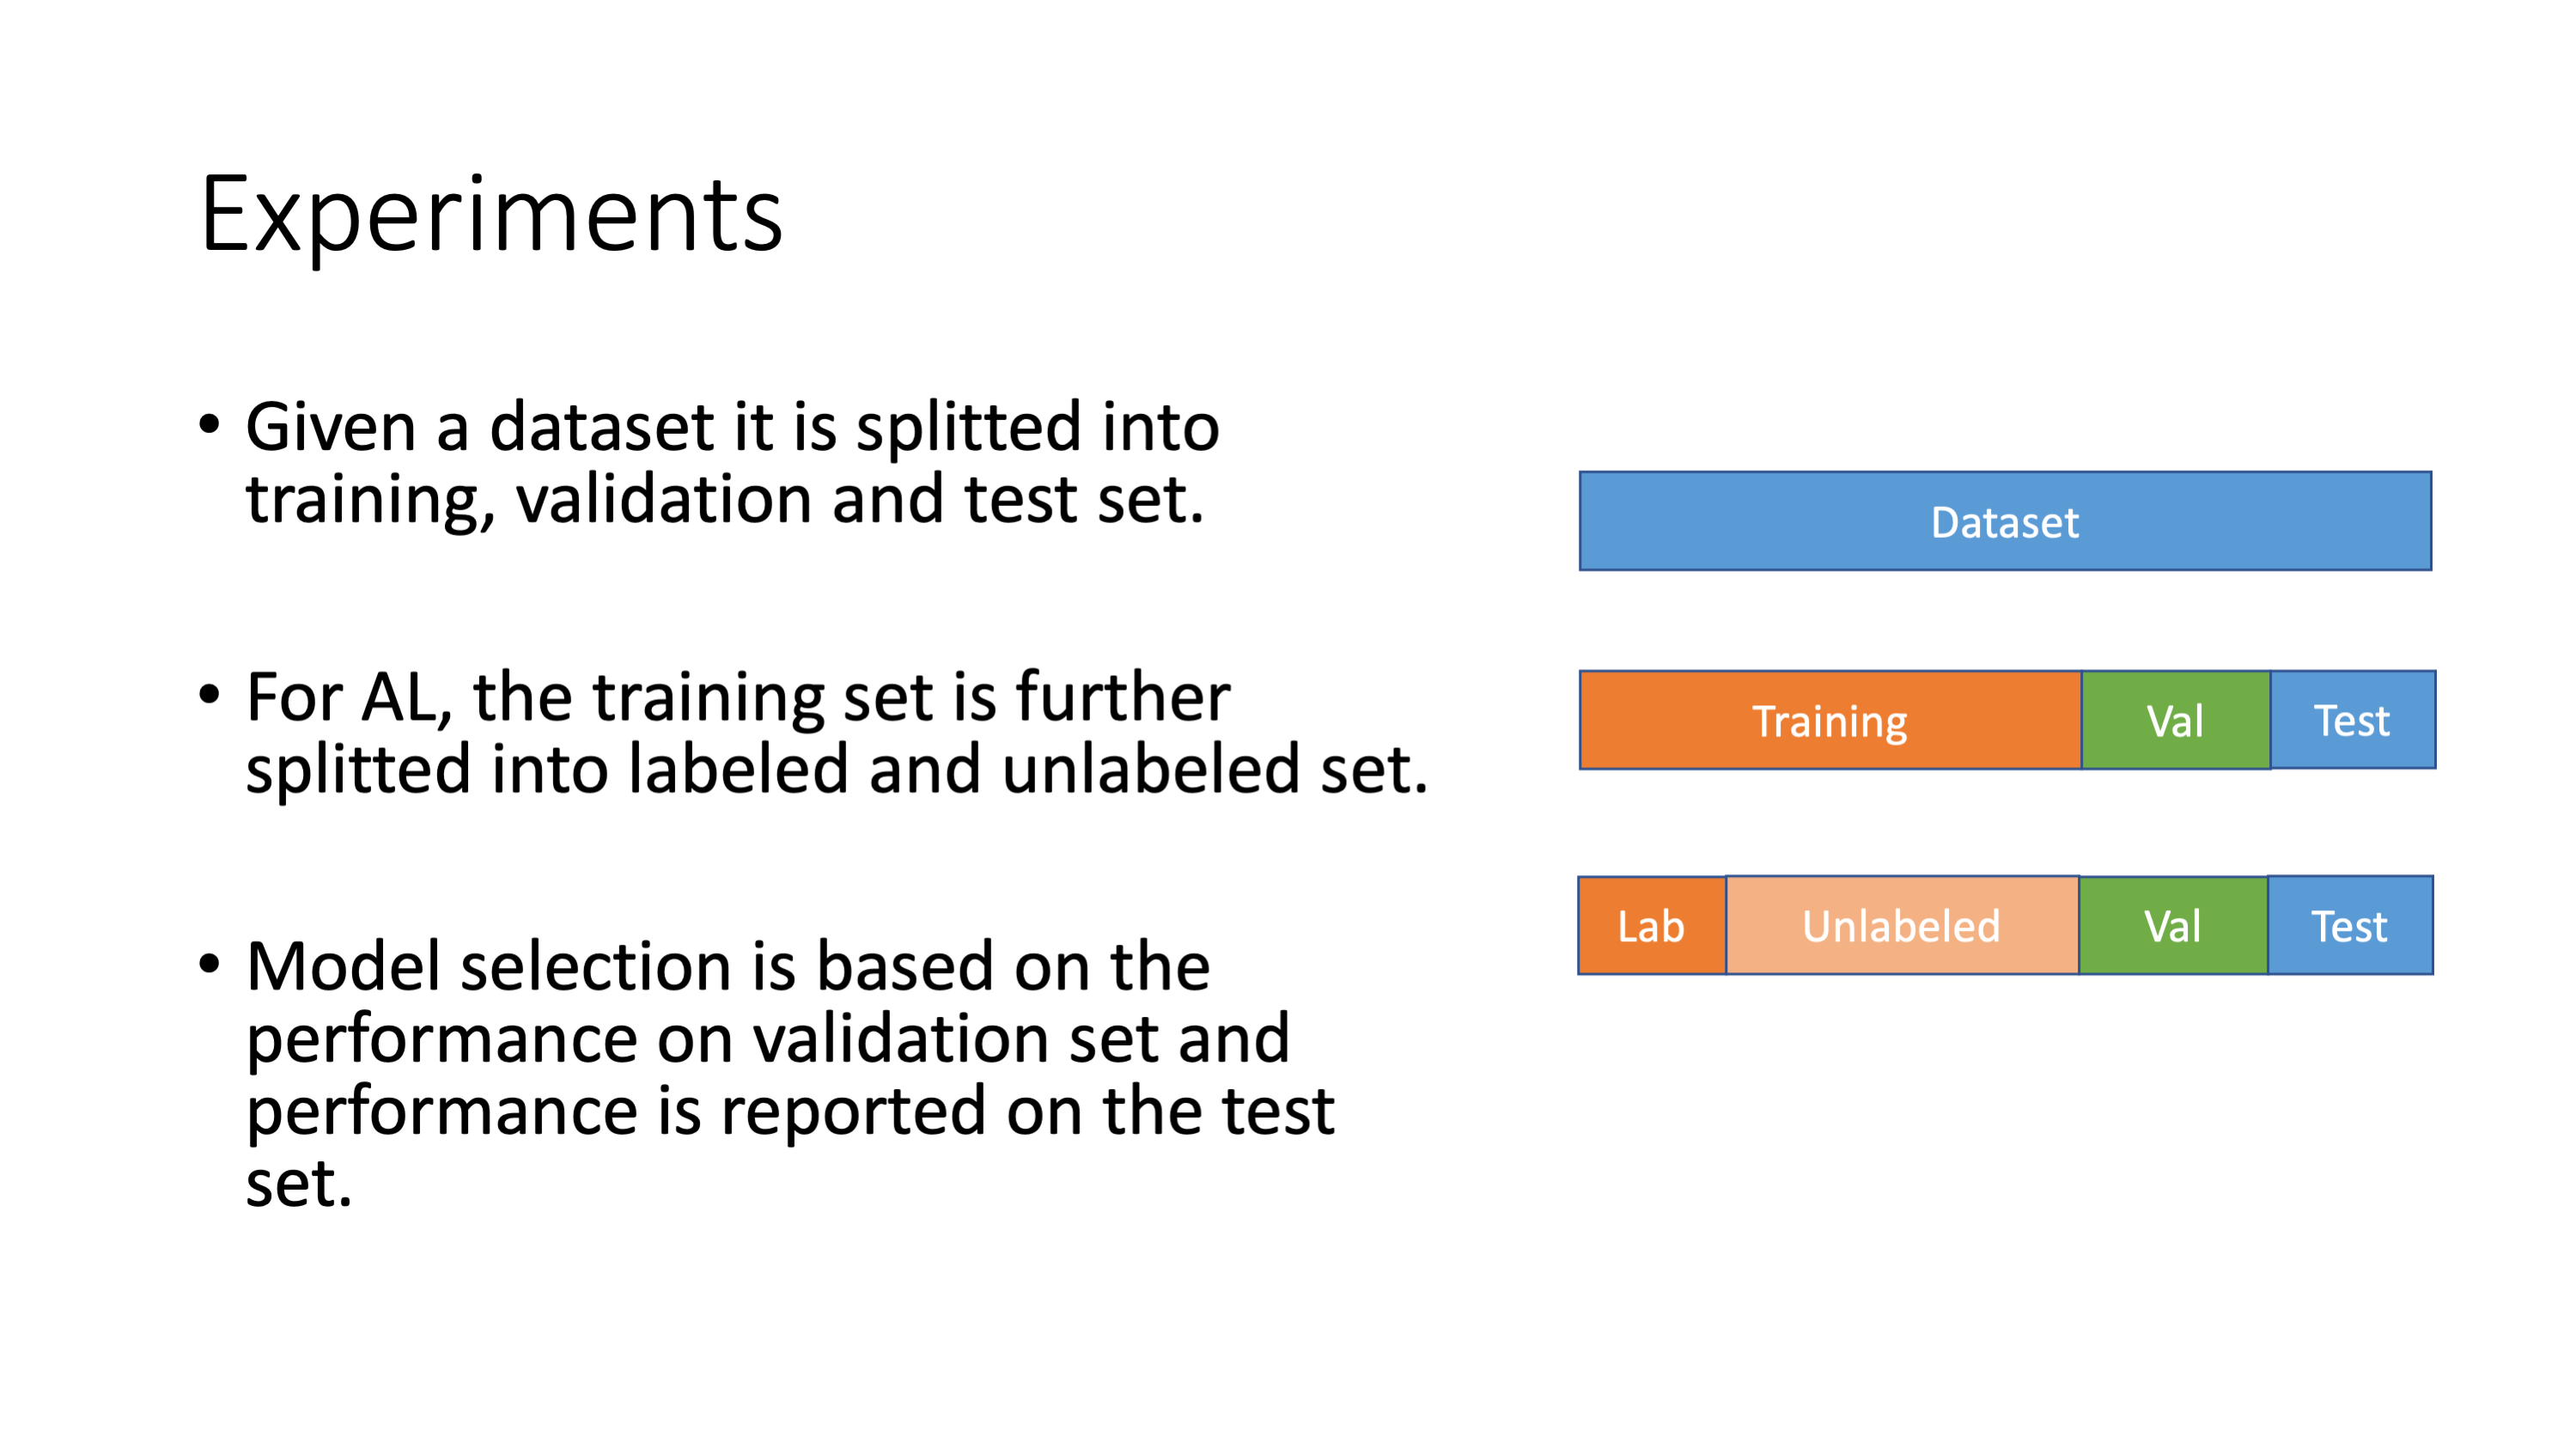 Experiments
• Given a dataset it is splitted into
training, validation and test set.
• For AL, the training set is further
splitted into labeled and unlabeled set.
• Model selection is based on the
performance on validation set and
performance is reported on the test
set.
Dataset
Training Val Test
Lab Unlabeled Val Test